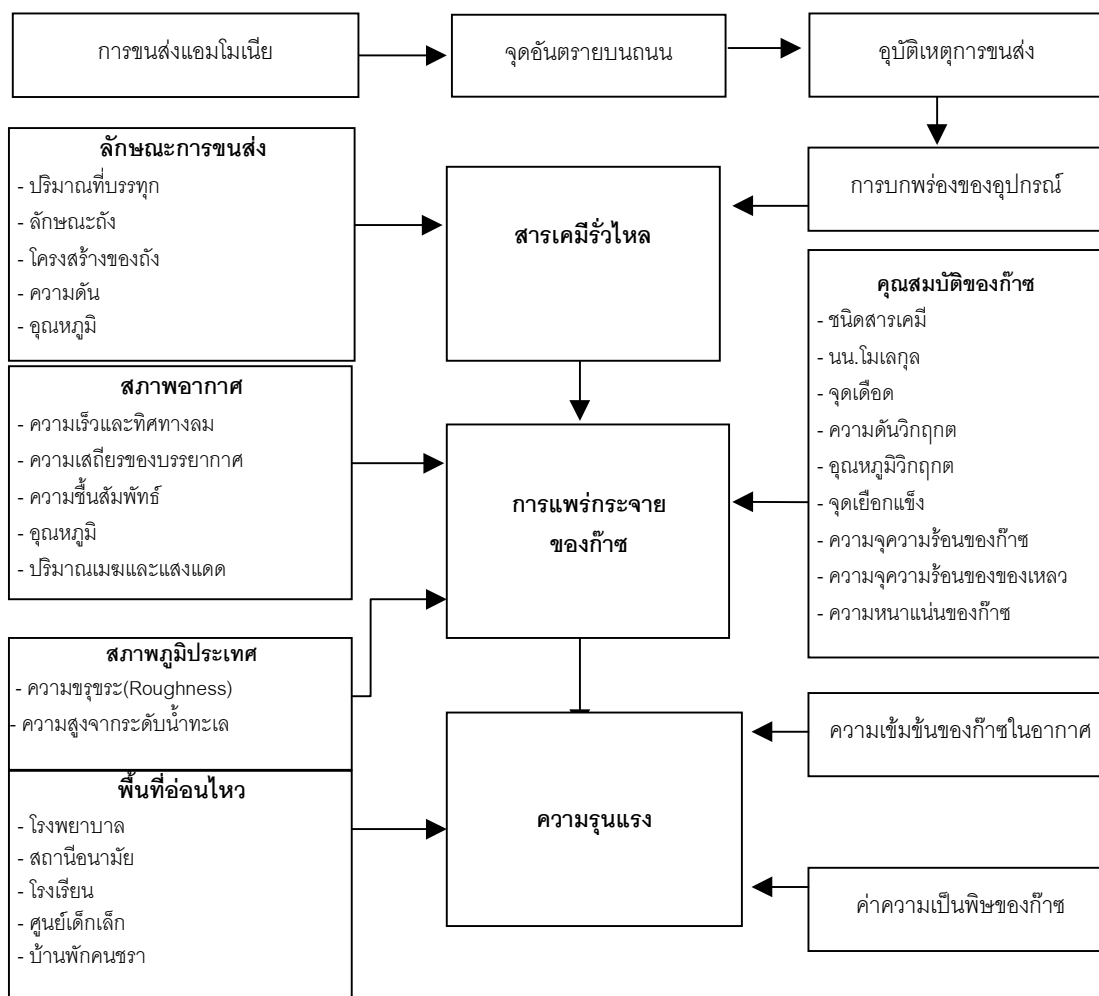 การขนส่งแอมโมเนีย
จุดอันตรายบนถนน
อุบัติเหตุการขนส่ง
ลักษณะการขนส่ง
- ปริมาณที่บรรทุก
- ลักษณะถัง
- โครงสร้างของถัง
- ความดัน
- อุณหภูมิ
สารเคมีรั่วไหล
การบกพร่องของอุปกรณ์
คุณสมบัติของก๊าซ
- ชนิดสารเคมี
- นน.โมเลกุล
- จุดเดือด
- ความดันวิกฤกต
- อุณหภูมิวิกฤกต
- จุดเยือกแข็ง
- ความจุความร้อนของก๊าซ
- ความจุความร้อนของของเหลว
- ความหนาแน่นของก๊าซ
สภาพอากาศ
- ความเร็วและทิศทางลม
- ความเสถียรของบรรยากาศ
- ความชื้นสัมพัทธ์
- อุณหภูมิ
- ปริมาณเมฆและแสงแดด
การแพร่กระจาย
ของก๊าซ
สภาพภูมิประเทศ
- ความขรุขระ(Roughness)
- ความสูงจากระดับน้ำทะเล
พื้นที่อ่อนไหว
- โรงพยาบาล
- สถานีอนามัย
- โรงเรียน
- ศูนย์เด็กเล็ก
- บ้านพักคนชรา
ความรุนแรง
ความเข้มข้นของก๊าซในอากาศ
ค่าความเป็นพิษของก๊าซ